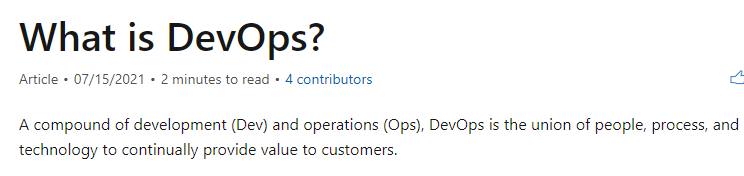 What is DevOps?
Article • 07/15/2021 • 2 minutes to read • 4 contributors
A compound of development (Dev) and operations (Ops), DevOps is the union of people, process, and
technology to continually provide value to customers.